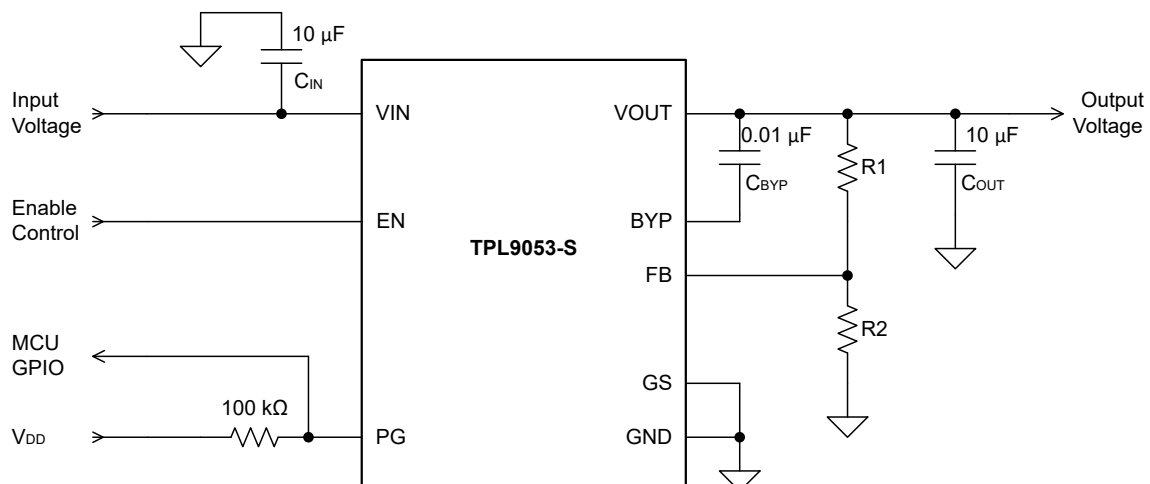 10 µF
CIN
Input
Voltage
VIN
VOUT
Output
Voltage
0.01 µF
10 µF
R1
CBYP
COUT
Enable
Control
EN
BYP
TPL9053-S
FB
R2
MCU
GPIO
GS
100 kΩ
VDD
PG
GND